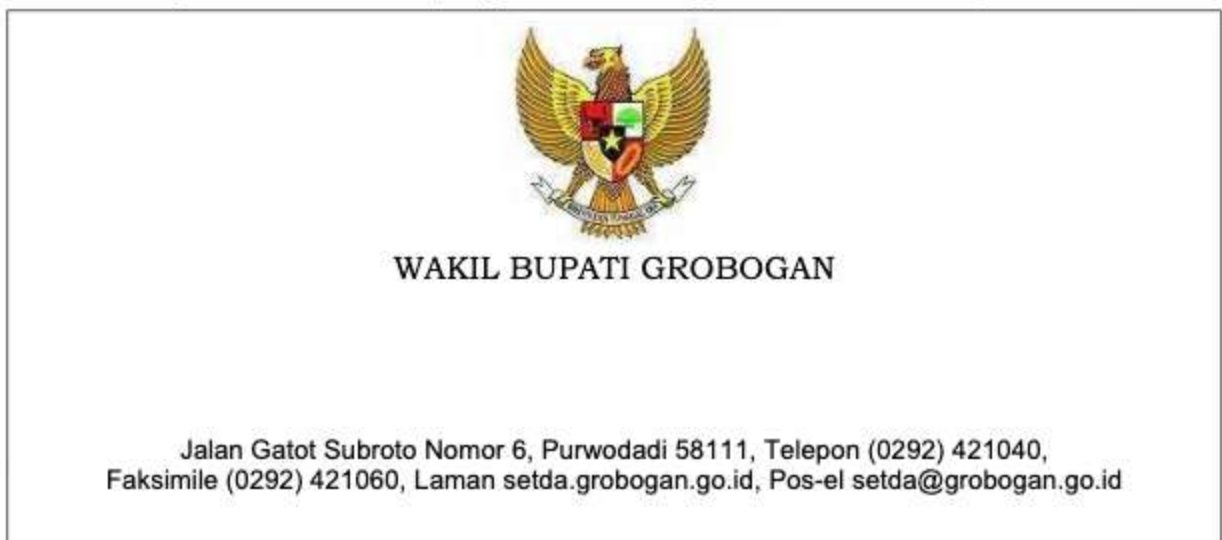 WAKIL BUPATI GROBOGAN
Jalan Gatot Subroto Nomor 6, Purwodadi 58111, Telepon (0292) 421040,
Faksimile (0292) 421060, Laman setda.grobogan.go.id, Pos-el setda@grobogan.go.id